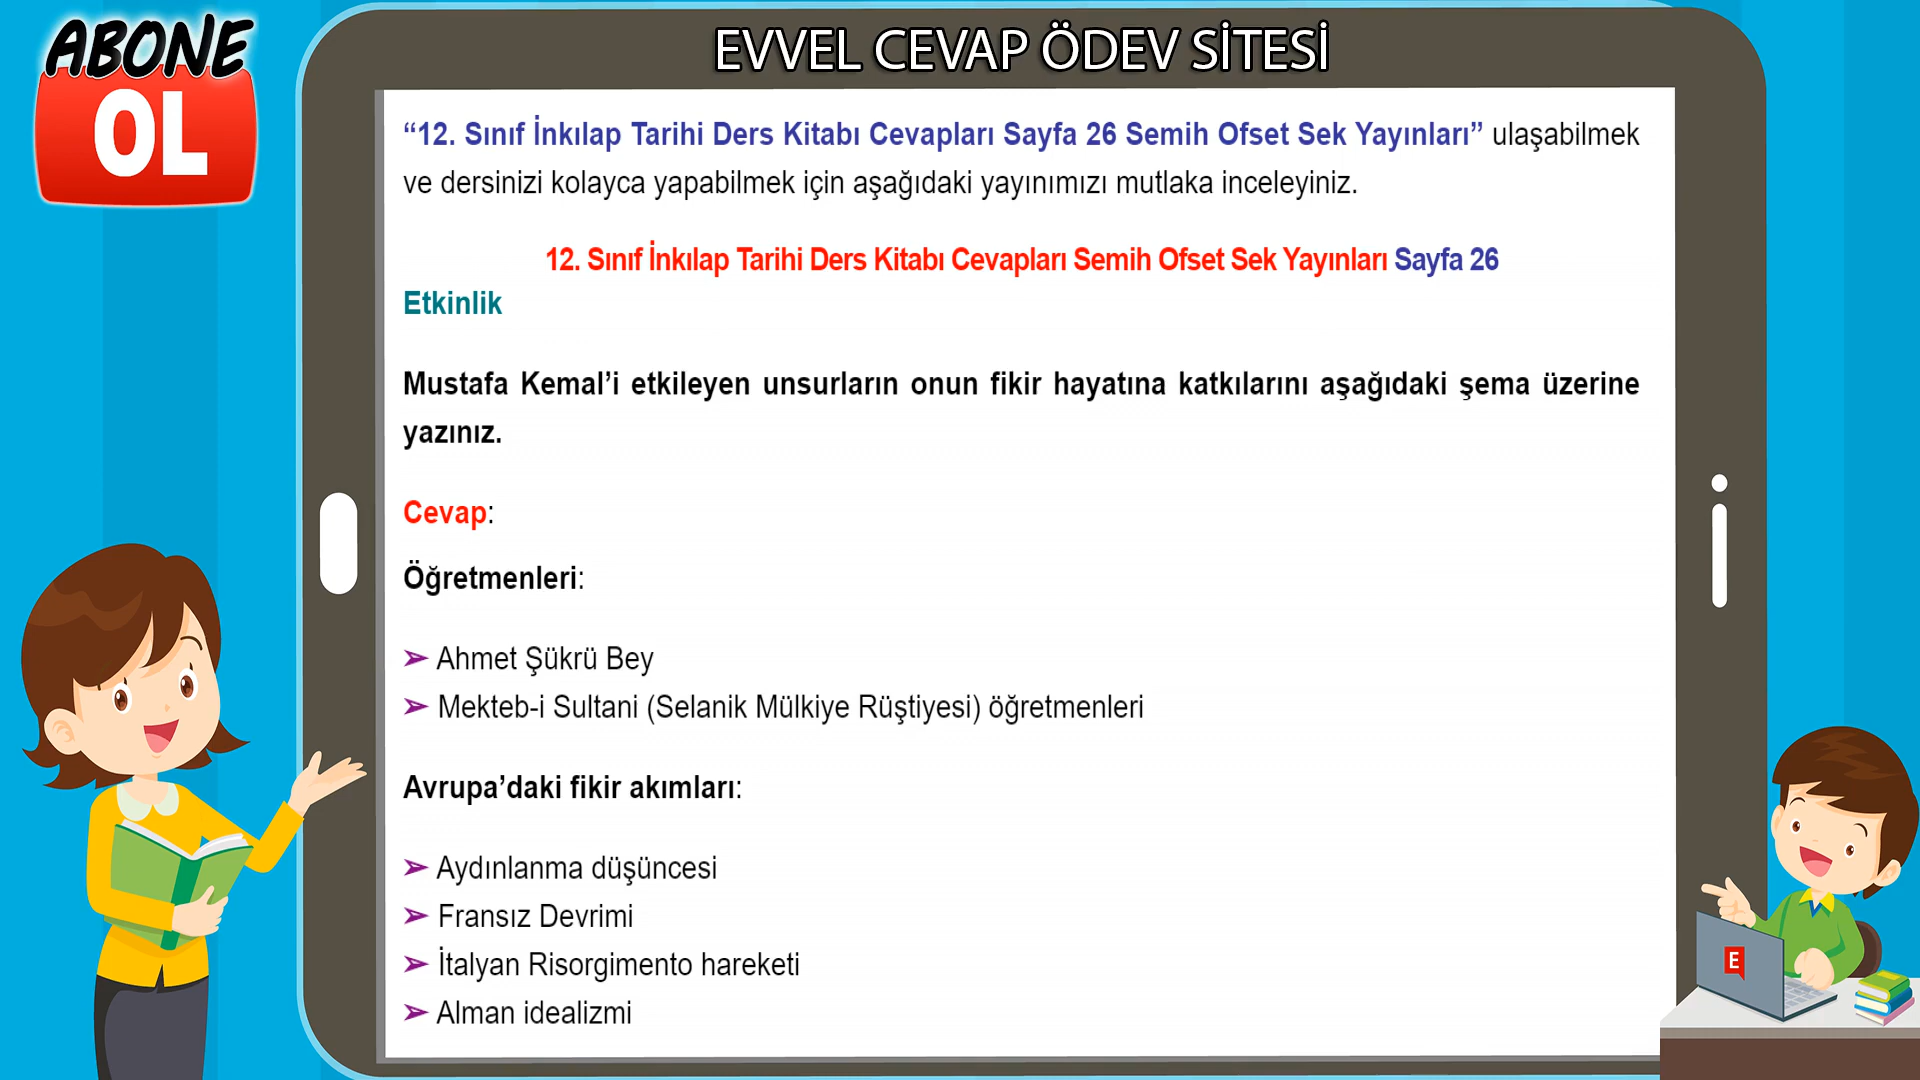 ABONE
OL
EVVEL CEVAP ÖDEV SİTESİ
“12. Sınıf İnkılap Tarihi Ders Kitabı Cevapları Sayfa 26 Semih Ofset Sek Yayınları” ulaşabilmek
ve dersinizi kolayca yapabilmek için aşağıdaki yayınımızı mutlaka inceleyiniz.
12. Sınıf İnkılap Tarihi Ders Kitabı Cevapları Semih Ofset Sek Yayınları Sayfa 26
Etkinlik
Mustafa Kemal’i etkileyen unsurların onun fikir hayatına katkılarını aşağıdaki şema üzerine
yazınız.
Cevap:
Öğretmenleri:
➢ Ahmet Şükrü Bey
➢ Mekteb-i Sultani (Selanik Mülkiye Rüştiyesi) öğretmenleri
Avrupa’daki fikir akımları:
➢ Aydınlanma düşüncesi
➢ Fransız Devrimi
➢ İtalyan Risorgimento hareketi
➢ Alman idealizmi
E